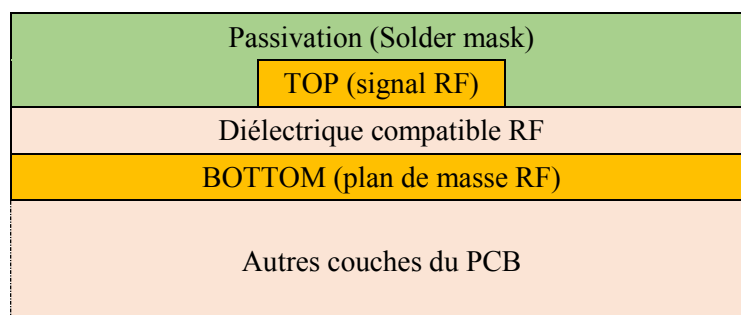 Passivation (Solder mask)
TOP (signal RF)
Diélectrique compatible RF
BOTTOM (plan de masse RF)
Autres couches du PCB